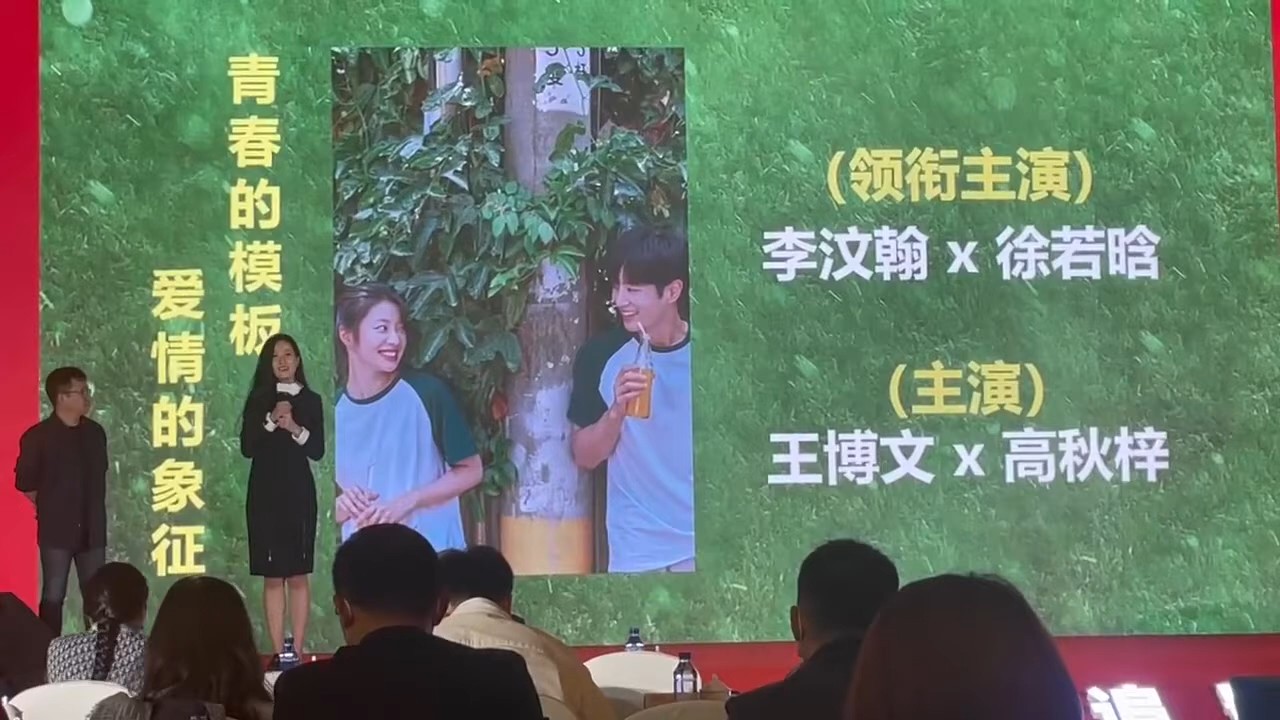 青春的模板
爱情的象征
（领衔主演）
李汶翰 x 徐若晗
（主演）
王博文 x 高秋梓
追